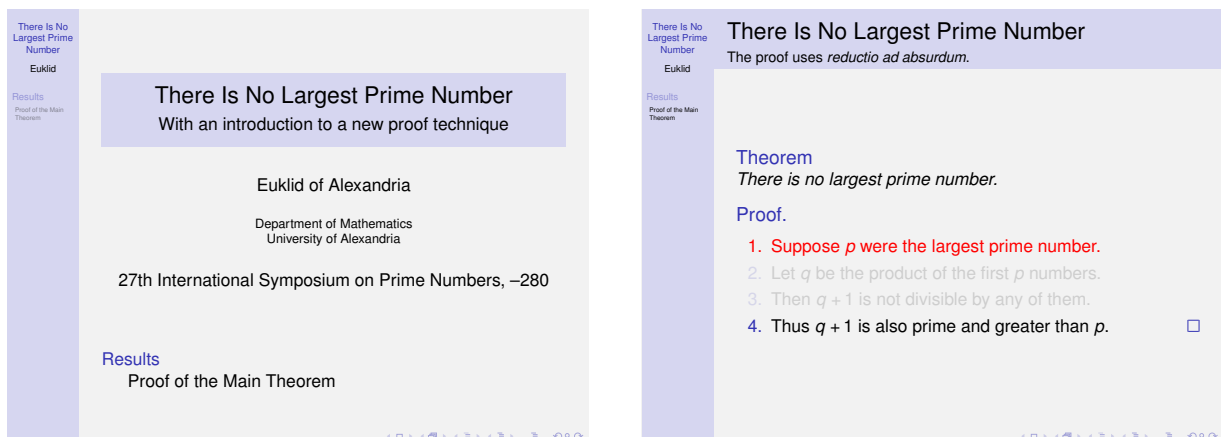 There Is No
Largest Prime
Number
Euklid
Results
Proof of the Main
Theorem
There Is No Largest Prime Number
With an introduction to a new proof technique
Euklid of Alexandria
Department of Mathematics
University of Alexandria
27th International Symposium on Prime Numbers, –280
Results
Proof of the Main Theorem
There Is No
Largest Prime
Number
Euklid
Results
Proof of the Main
Theorem
There Is No Largest Prime Number
The proof uses reductio ad absurdum.
Theorem
There is no largest prime number.
Proof.
1. Suppose p were the largest prime number.
2. Let q be the product of the first p numbers.
3. Then q + 1 is not divisible by any of them.
4. Thus q + 1 is also prime and greater than p. □